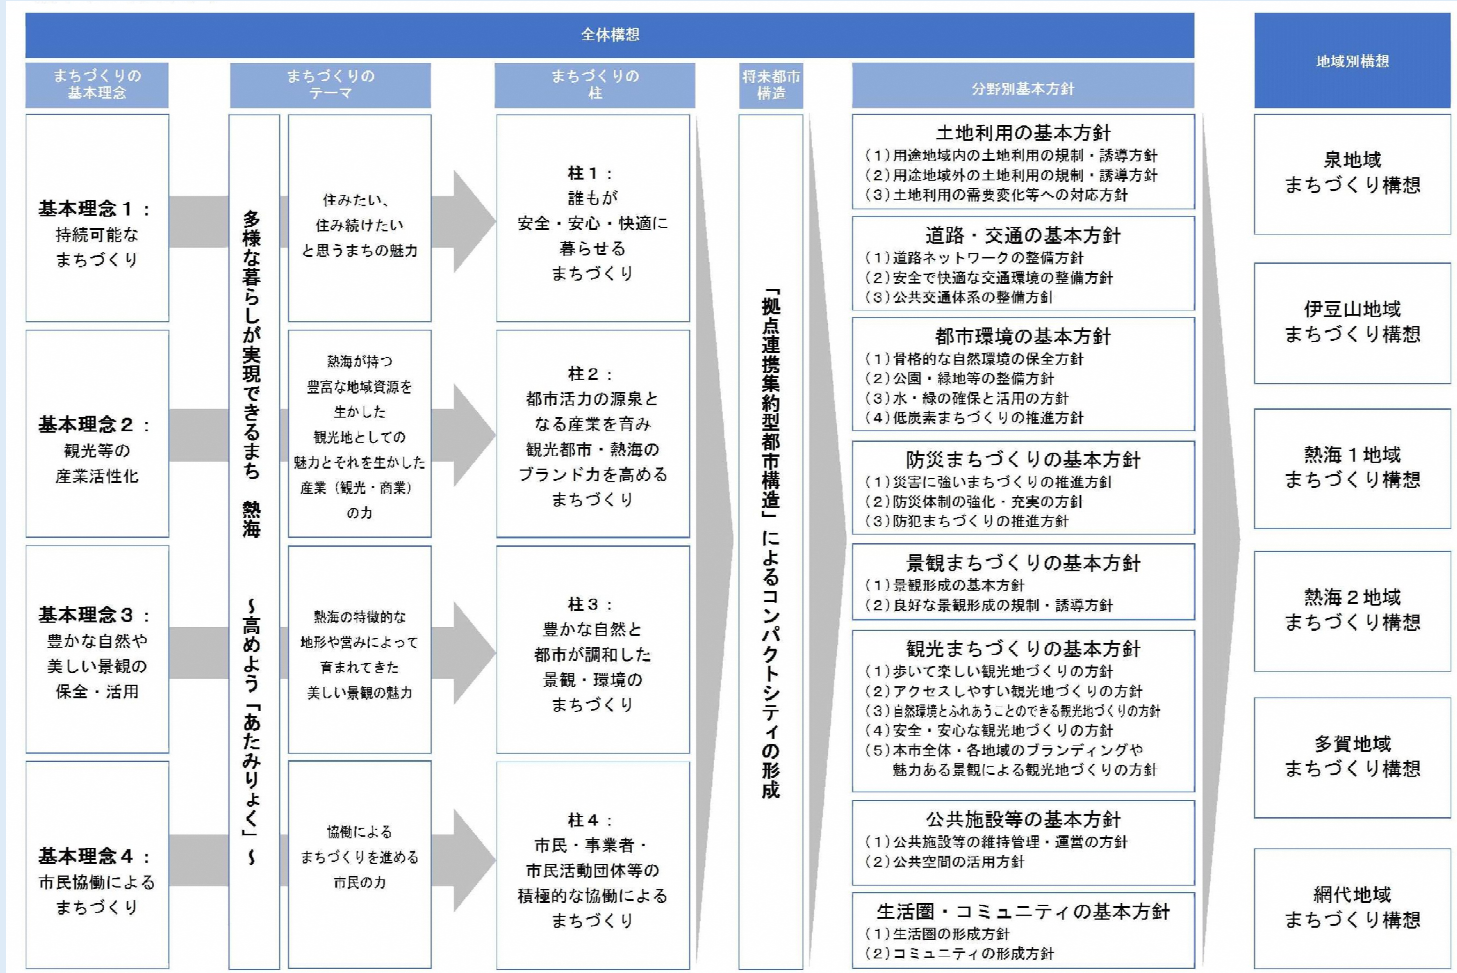 全体構想
地域別構想
まちづくりの
基本理念
まちづくりの
テーマ
まちづくりの
柱
将来都市
構造
分野別基本方針
基本理念1：
持続可能な
まちづくり
基本理念2：
観光等の
産業活性化
基本理念3：
豊かな自然や
美しい景観の
保全・活用
基本理念4：
市民協働による
まちづくり
多様な暮らしが実現できるまち　熱海　～高めよう「あたみりょく」～
住みたい、
住み続けたい
と思うまちの魅力
熱海が持つ
豊富な地域資源を
生かした
観光地としての
魅力とそれを生かした
産業（観光・商業）
の力
熱海の特徴的な
地形や営みによって
育まれてきた
美しい景観の魅力
協働による
まちづくりを進める
市民の力
柱1：
誰もが
安全・安心・快適に
暮らせる
まちづくり
柱2：
都市活力の源泉と
なる産業を育み
観光都市・熱海の
ブランド力を高める
まちづくり
柱3：
豊かな自然と
都市が調和した
景観・環境の
まちづくり
柱4：
市民・事業者・
市民活動団体等の
積極的な協働による
まちづくり
「拠点連携集約型都市構造」によるコンパクトシティの形成
土地利用の基本方針
（1）用途地域内の土地利用の規制・誘導方針
（2）用途地域外の土地利用の規制・誘導方針
（3）土地利用の需要変化等への対応方針
道路・交通の基本方針
（1）道路ネットワークの整備方針
（2）安全で快適な交通環境の整備方針
（3）公共交通体系の整備方針
都市環境の基本方針
（1）骨格的な自然環境の保全方針
（2）公園・緑地等の整備方針
（3）水・緑の確保と活用の方針
（4）低炭素まちづくりの推進方針
防災まちづくりの基本方針
（1）災害に強いまちづくりの推進方針
（2）防災体制の強化・充実の方針
（3）防犯まちづくりの推進方針
景観まちづくりの基本方針
（1）景観形成の基本方針
（2）良好な景観形成の規制・誘導方針
観光まちづくりの基本方針
（1）歩いて楽しい観光地づくりの方針
（2）アクセスしやすい観光地づくりの方針
（3）自然環境とふれあうことのできる観光地づくりの方針
（4）安全・安心な観光地づくりの方針
（5）本市全体・各地域のブランディングや
魅力ある景観による観光地づくりの方針
公共施設等の基本方針
（1）公共施設等の維持管理・運営の方針
（2）公共空間の活用方針
生活圏・コミュニティの基本方針
（1）生活圏の形成方針
（2）コミュニティの形成方針
泉地域
まちづくり構想
伊豆山地域
まちづくり構想
熱海1地域
まちづくり構想
熱海2地域
まちづくり構想
多賀地域
まちづくり構想
網代地域
まちづくり構想